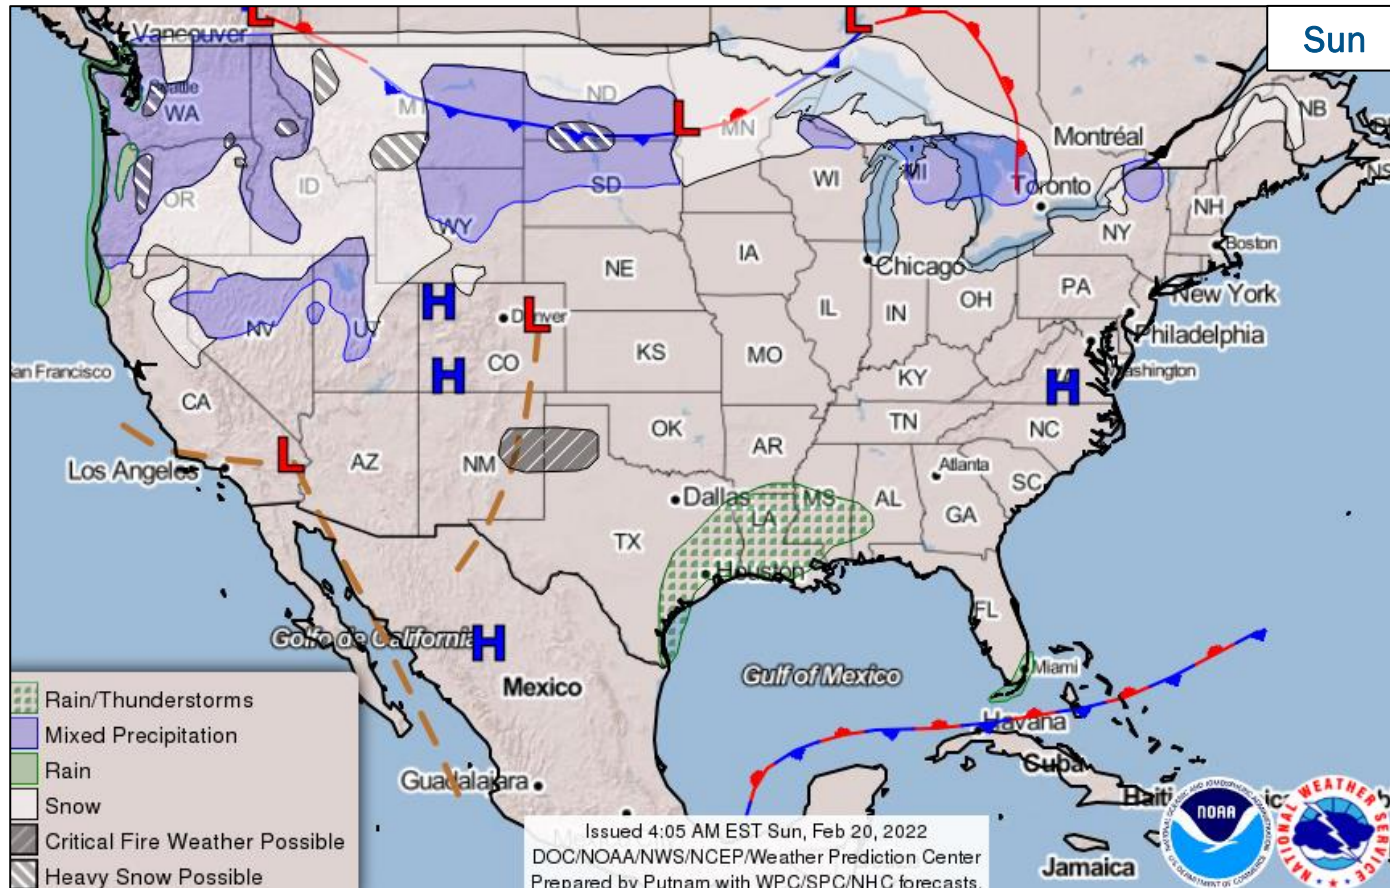 Sun
Vancouver
Seattle
WA
MT
ND
MN
Montréal
NB
NS
OR
ID
SD
WI
MI
Toronto
NH
WY
NY
Boston
IA
NE
Chicago
PA
New York
OH
IL
IN
NV
UT
H
L
Denver
Philadelphia
San Francisco
CO
KS
MO
KY
H
Washington
H
CA
TN
NC
OK
AR
L
Los Angeles
AZ
NM
Atlanta
SC
Dallas
MS
AL
LA
GA
TX
Houston
FL
Golfo de California
H
Miami
Gulf of Mexico
Mexico
Havana
Cuba
Guadalajara
Haiti
Jamaica
L
L
L
Rain/Thunderstorms
Mixed Precipitation
Rain
Snow
Critical Fire Weather Possible
Heavy Snow Possible
Issued 4:05 AM EST Sun, Feb 20, 2022
DOC/NOAA/NWS/NCEP/Weather Prediction Center
Prepared by Putnam with WPC/SPC/NHC forecasts.
NOAA
NATIONAL WEATHER SERVICE